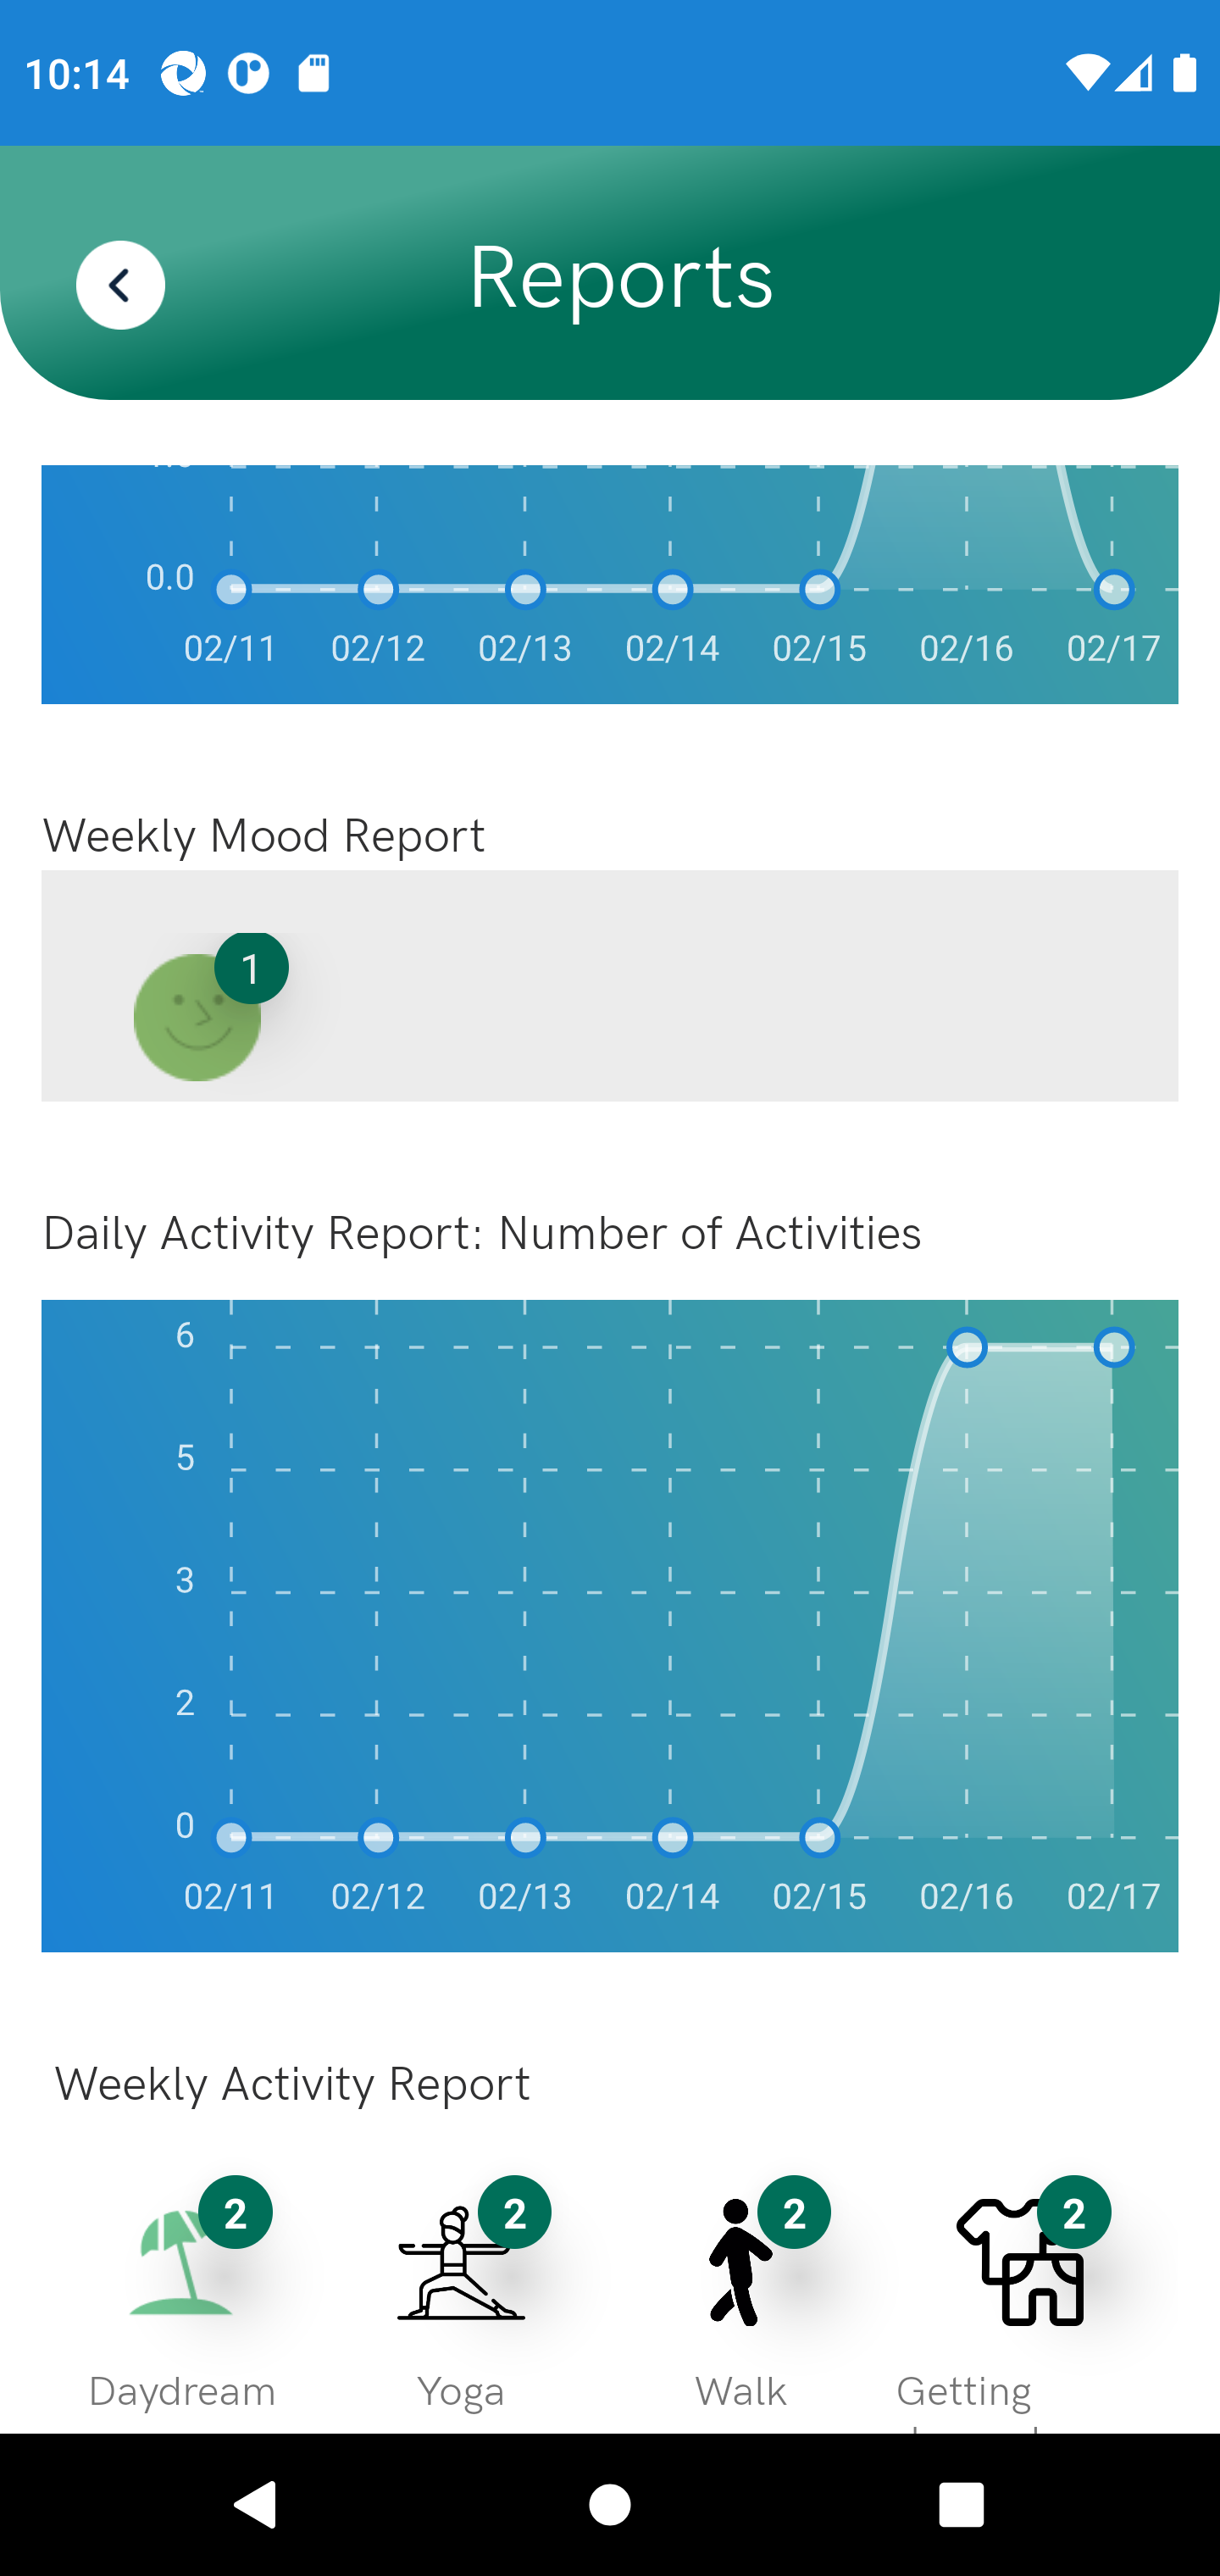 10:14
Reports
0.0
02/11 02/12 02/13 02/14 02/15 02/16 02/17
Weekly Mood Report
1
Daily Activity Report: Number of Activities
6
5
3
2
0
02/11 02/12 02/13 02/14 02/15 02/16 02/17
Weekly Activity Report
2 2 2 2
Daydream Yoga Walk Getting